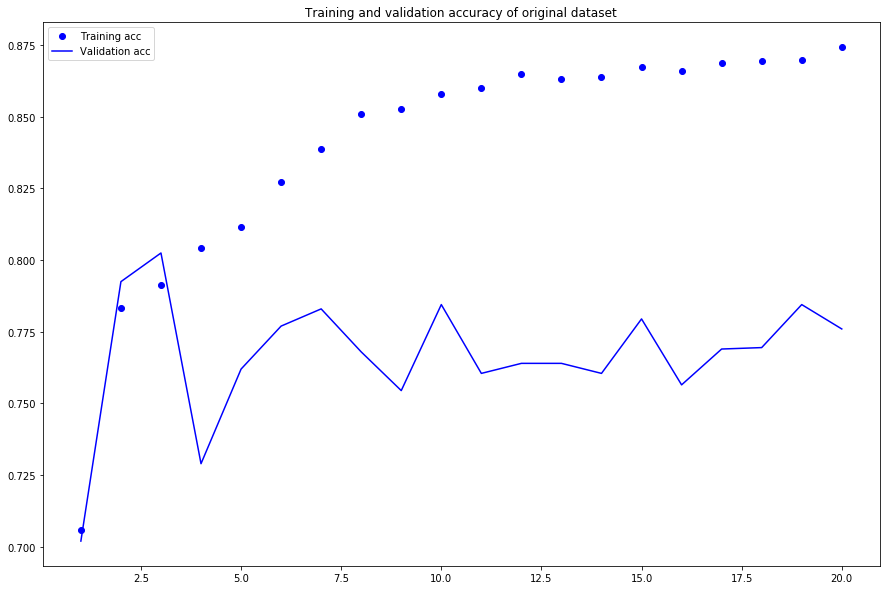 Training and validation accuracy of original dataset
Training acc
Validation acc
0.875
0.850
0.825
0.800
0.775
0.750
0.725
0.700
2.5 5.0 7.5 10.0 12.5 15.0 17.5 20.0